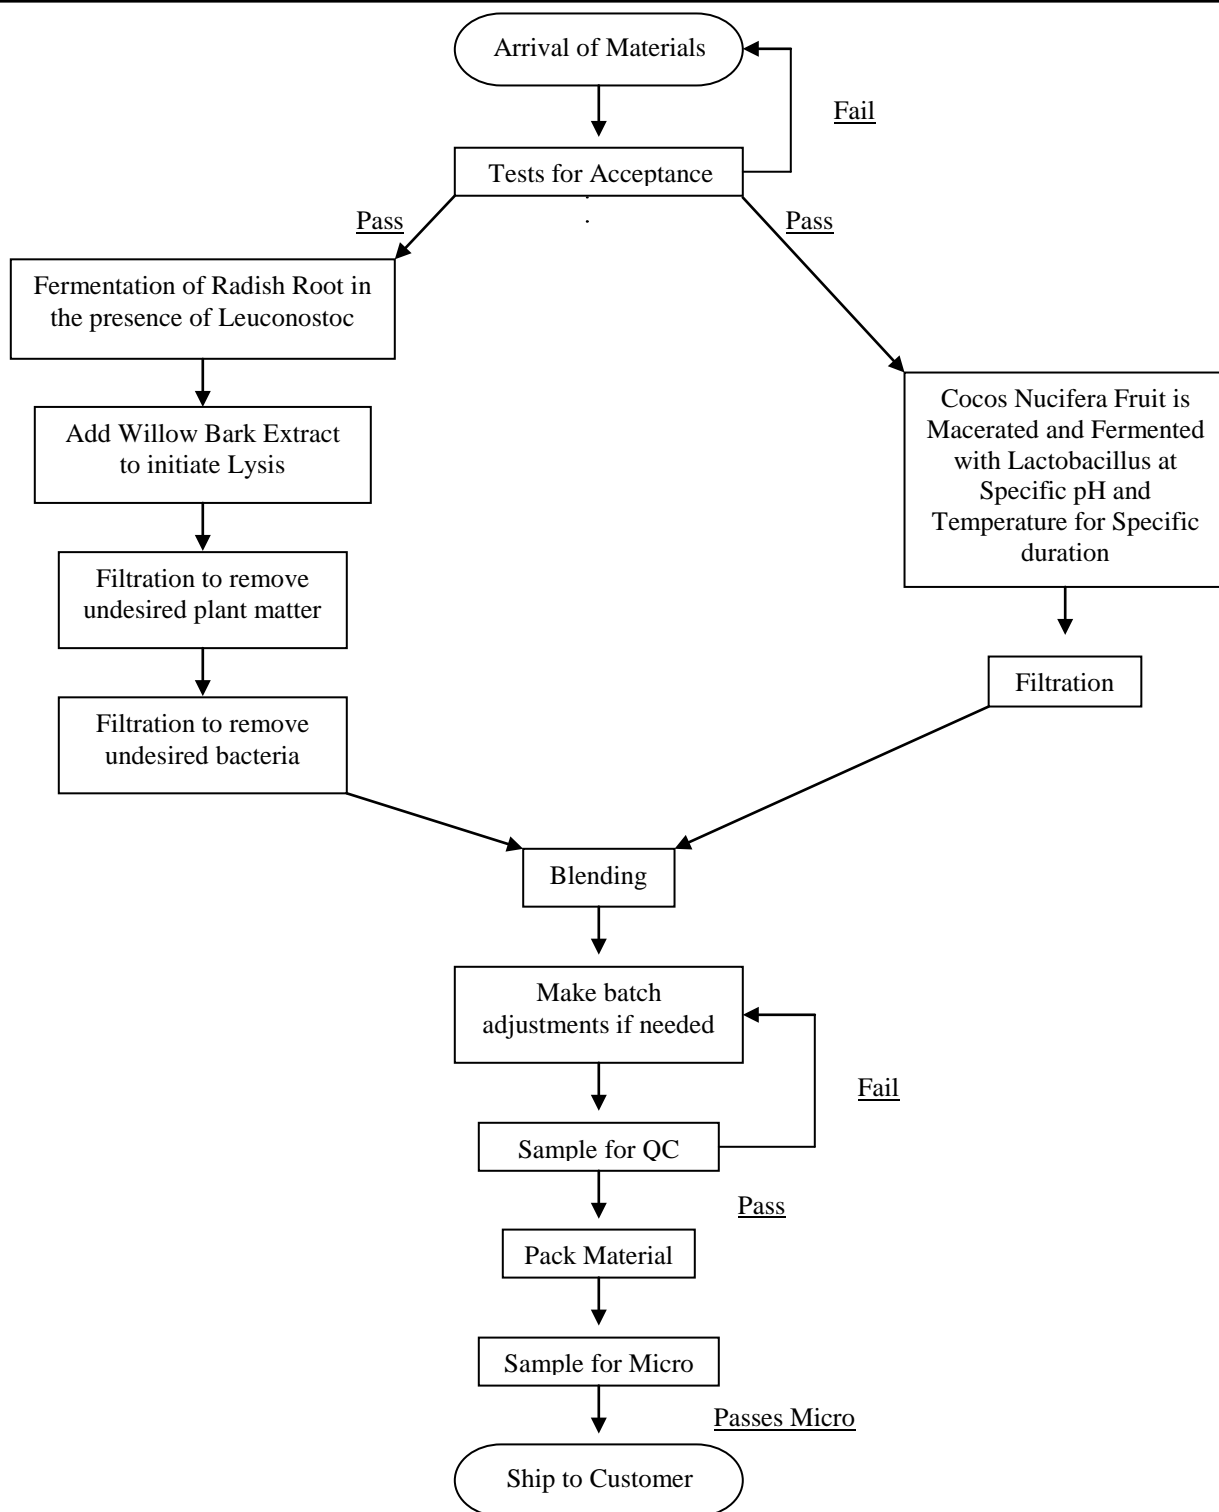 Arrival of Materials
Fail
Tests for Acceptance
Pass
Pass
Fermentation of Radish Root in
the presence of Leuconostoc
Add Willow Bark Extract
to initiate Lysis
Filtration to remove
undesired plant matter
Filtration to remove
undesired bacteria
Cocos Nucifera Fruit is
Macerated and Fermented
with Lactobacillus at
Specific pH and
Temperature for Specific
duration
Filtration
Blending
Make batch
adjustments if needed
Fail
Sample for QC
Pass
Pack Material
Sample for Micro
Passes Micro
Ship to Customer